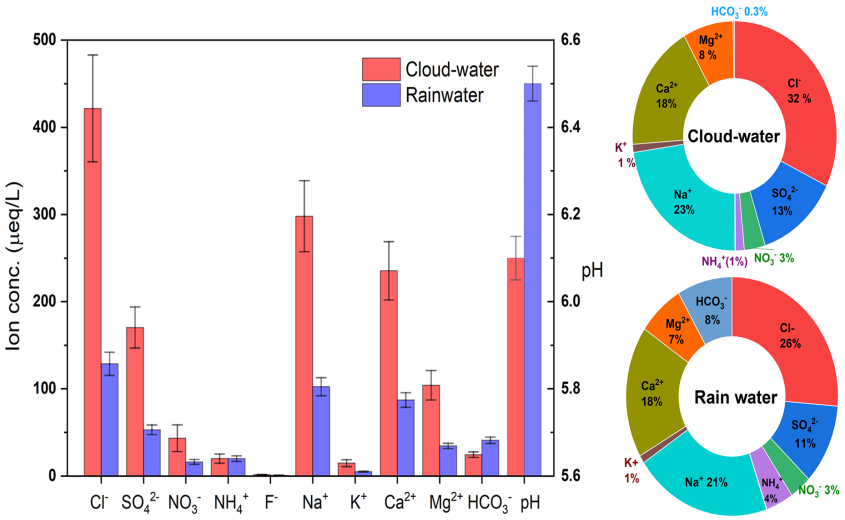 500
400
300
200
100
0
Ion conc. (µeq/L)
Cloud-water
Rainwater
6.6
6.4
6.2
6.0
5.8
5.6
pH
Cl⁻ SO₄²⁻ NO₃⁻ NH₄⁺ F⁻ Na⁺ K⁺ Ca²⁺ Mg²⁺ HCO₃⁻ pH
HCO₃⁻ 0.3%
Mg²⁺
8 %
Cl⁻
32 %
Ca²⁺
18%
Cloud-water
K⁺
1 %
Na⁺
23%
SO₄²⁻
13%
NH₄⁺(1%)
NO₃⁻ 3%
HCO₃⁻
8%
Mg²⁺
7%
Cl-
26%
Ca²⁺
18%
Rain water
SO₄²⁻
11%
K+
1%
Na⁺ 21%
NH₄⁺
4%
NO₃⁻ 3%